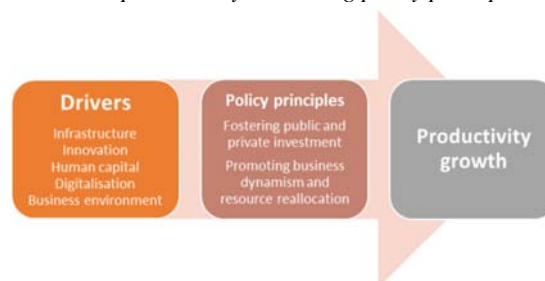 Drivers
Infrastructure
Innovation
Human capital
Digitalisation
Business environment
Policy principles
Fostering public and
private investment
Promoting business
dynamism and
resource reallocation
Productivity
growth